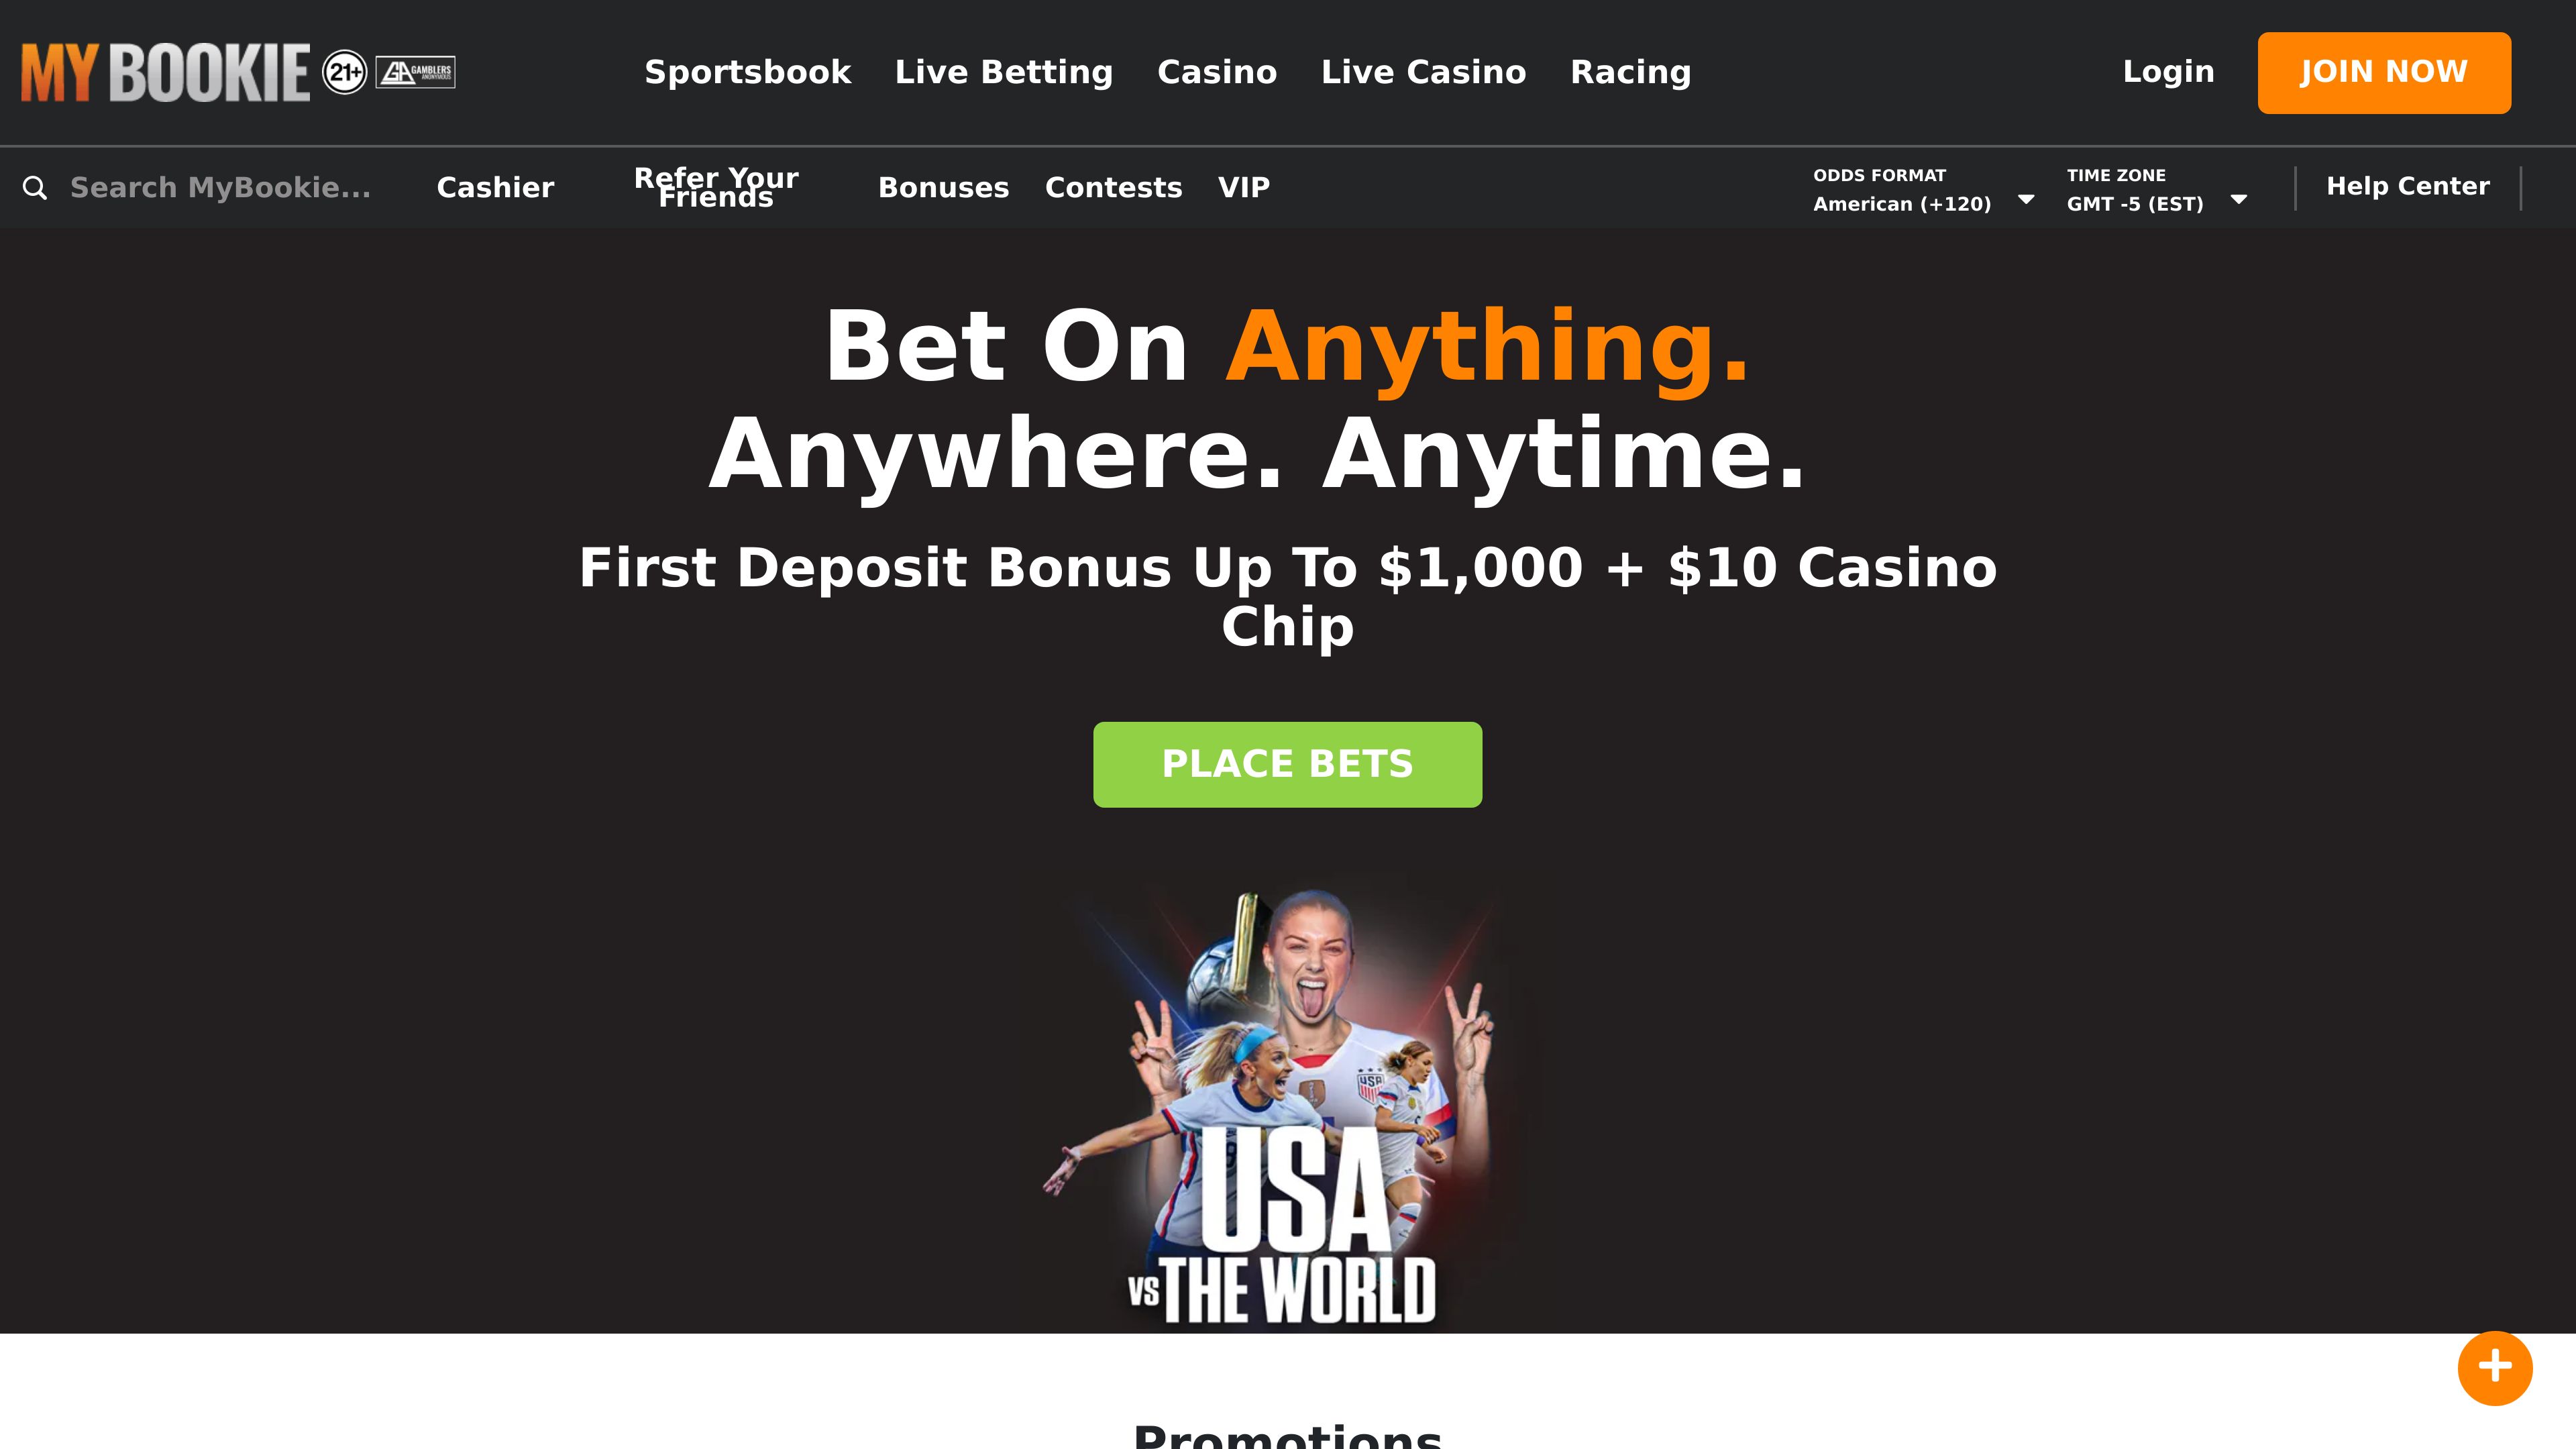 MY BOOKIE 21+ GA GAMBLERS ANONYMOUS
Sportsbook Live Betting Casino Live Casino Racing
Login JOIN NOW
Search MyBookie...
Cashier
Refer Your
Friends
Bonuses Contests VIP
ODDS FORMAT
American (+120)
TIME ZONE
GMT -5 (EST)
Help Center
Bet On Anything.
Anywhere. Anytime.
First Deposit Bonus Up To $1,000 + $10 Casino
Chip
PLACE BETS
USA
USA
VS THE WORLD
Promotions